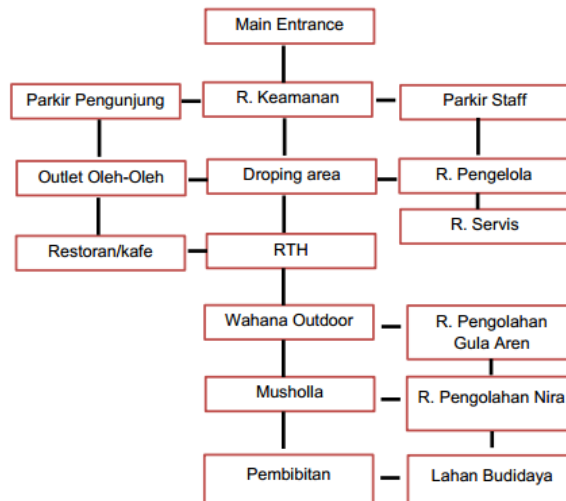 Main Entrance
Parkir Pengunjung
R. Keamanan
Parkir Staff
Outlet Oleh-Oleh
Droping area
R. Pengelola
R. Servis
Restoran/kafe
RTH
Wahana Outdoor
R. Pengolahan
Gula Aren
Musholla
R. Pengolahan Nira
Pembibitan
Lahan Budidaya